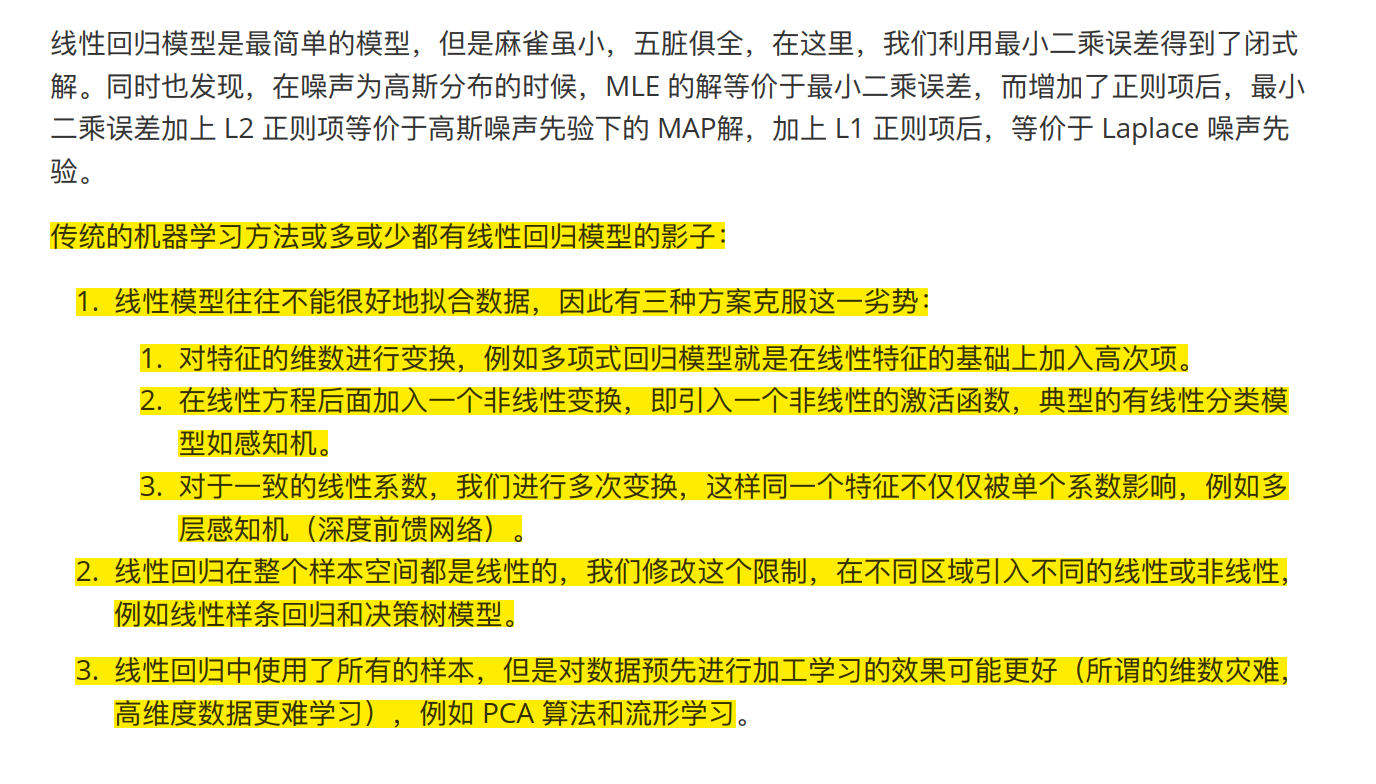 线性回归模型是最简单的模型，但是麻雀虽小，五脏俱全，在这里，我们利用最小二乘误差得到了闭式
解。同时也发现，在噪声为高斯分布的时候，MLE 的解等价于最小二乘误差，而增加了正则项后，最小
二乘误差加上 L2 正则项等价于高斯噪声先验下的 MAP解，加上 L1 正则项后，等价于 Laplace 噪声先
验。
传统的机器学习方法或多或少都有线性回归模型的影子：
1. 线性模型往往不能很好地拟合数据，因此有三种方案克服这一劣势：
1. 对特征的维数进行变换，例如多项式回归模型就是在线性特征的基础上加入高次项。
2. 在线性方程后面加入一个非线性变换，即引入一个非线性的激活函数，典型的有线性分类模
型如感知机。
3. 对于一致的线性系数，我们进行多次变换，这样同一个特征不仅仅被单个系数影响，例如多
层感知机（深度前馈网络）。
2. 线性回归在整个样本空间都是线性的，我们修改这个限制，在不同区域引入不同的线性或非线性，
例如线性样条回归和决策树模型。
3. 线性回归中使用了所有的样本，但是对数据预先进行加工学习的效果可能更好（所谓的维数灾难，
高维度数据更难学习），例如 PCA 算法和流形学习。